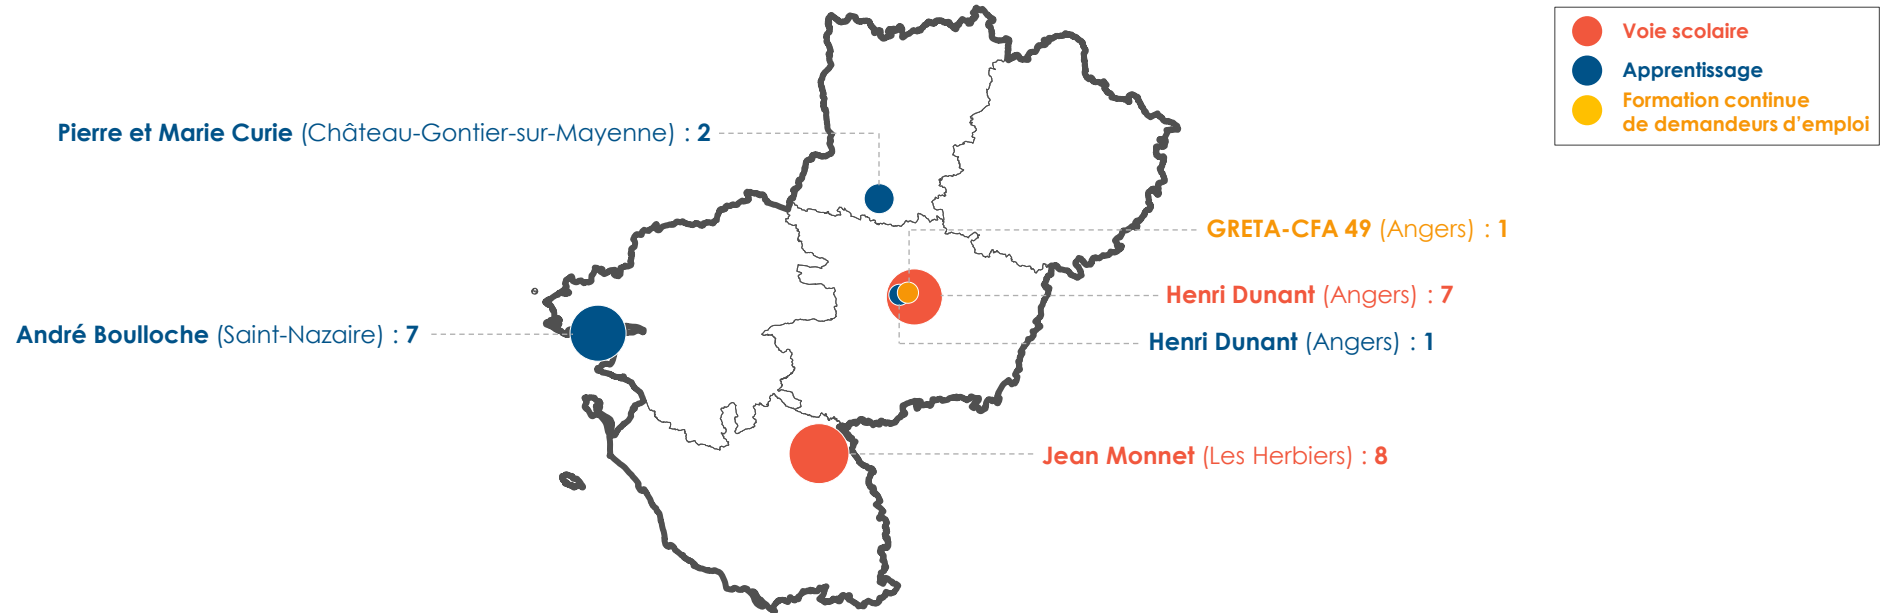 Voie scolaire
Apprentissage
Formation continue
de demandeurs d'emploi
Pierre et Marie Curie (Château-Gontier-sur-Mayenne) : 2
GRETA-CFA 49 (Angers) : 1
Henri Dunant (Angers) : 7
André Boulloche (Saint-Nazaire) : 7
Henri Dunant (Angers) : 1
Jean Monnet (Les Herbiers) : 8